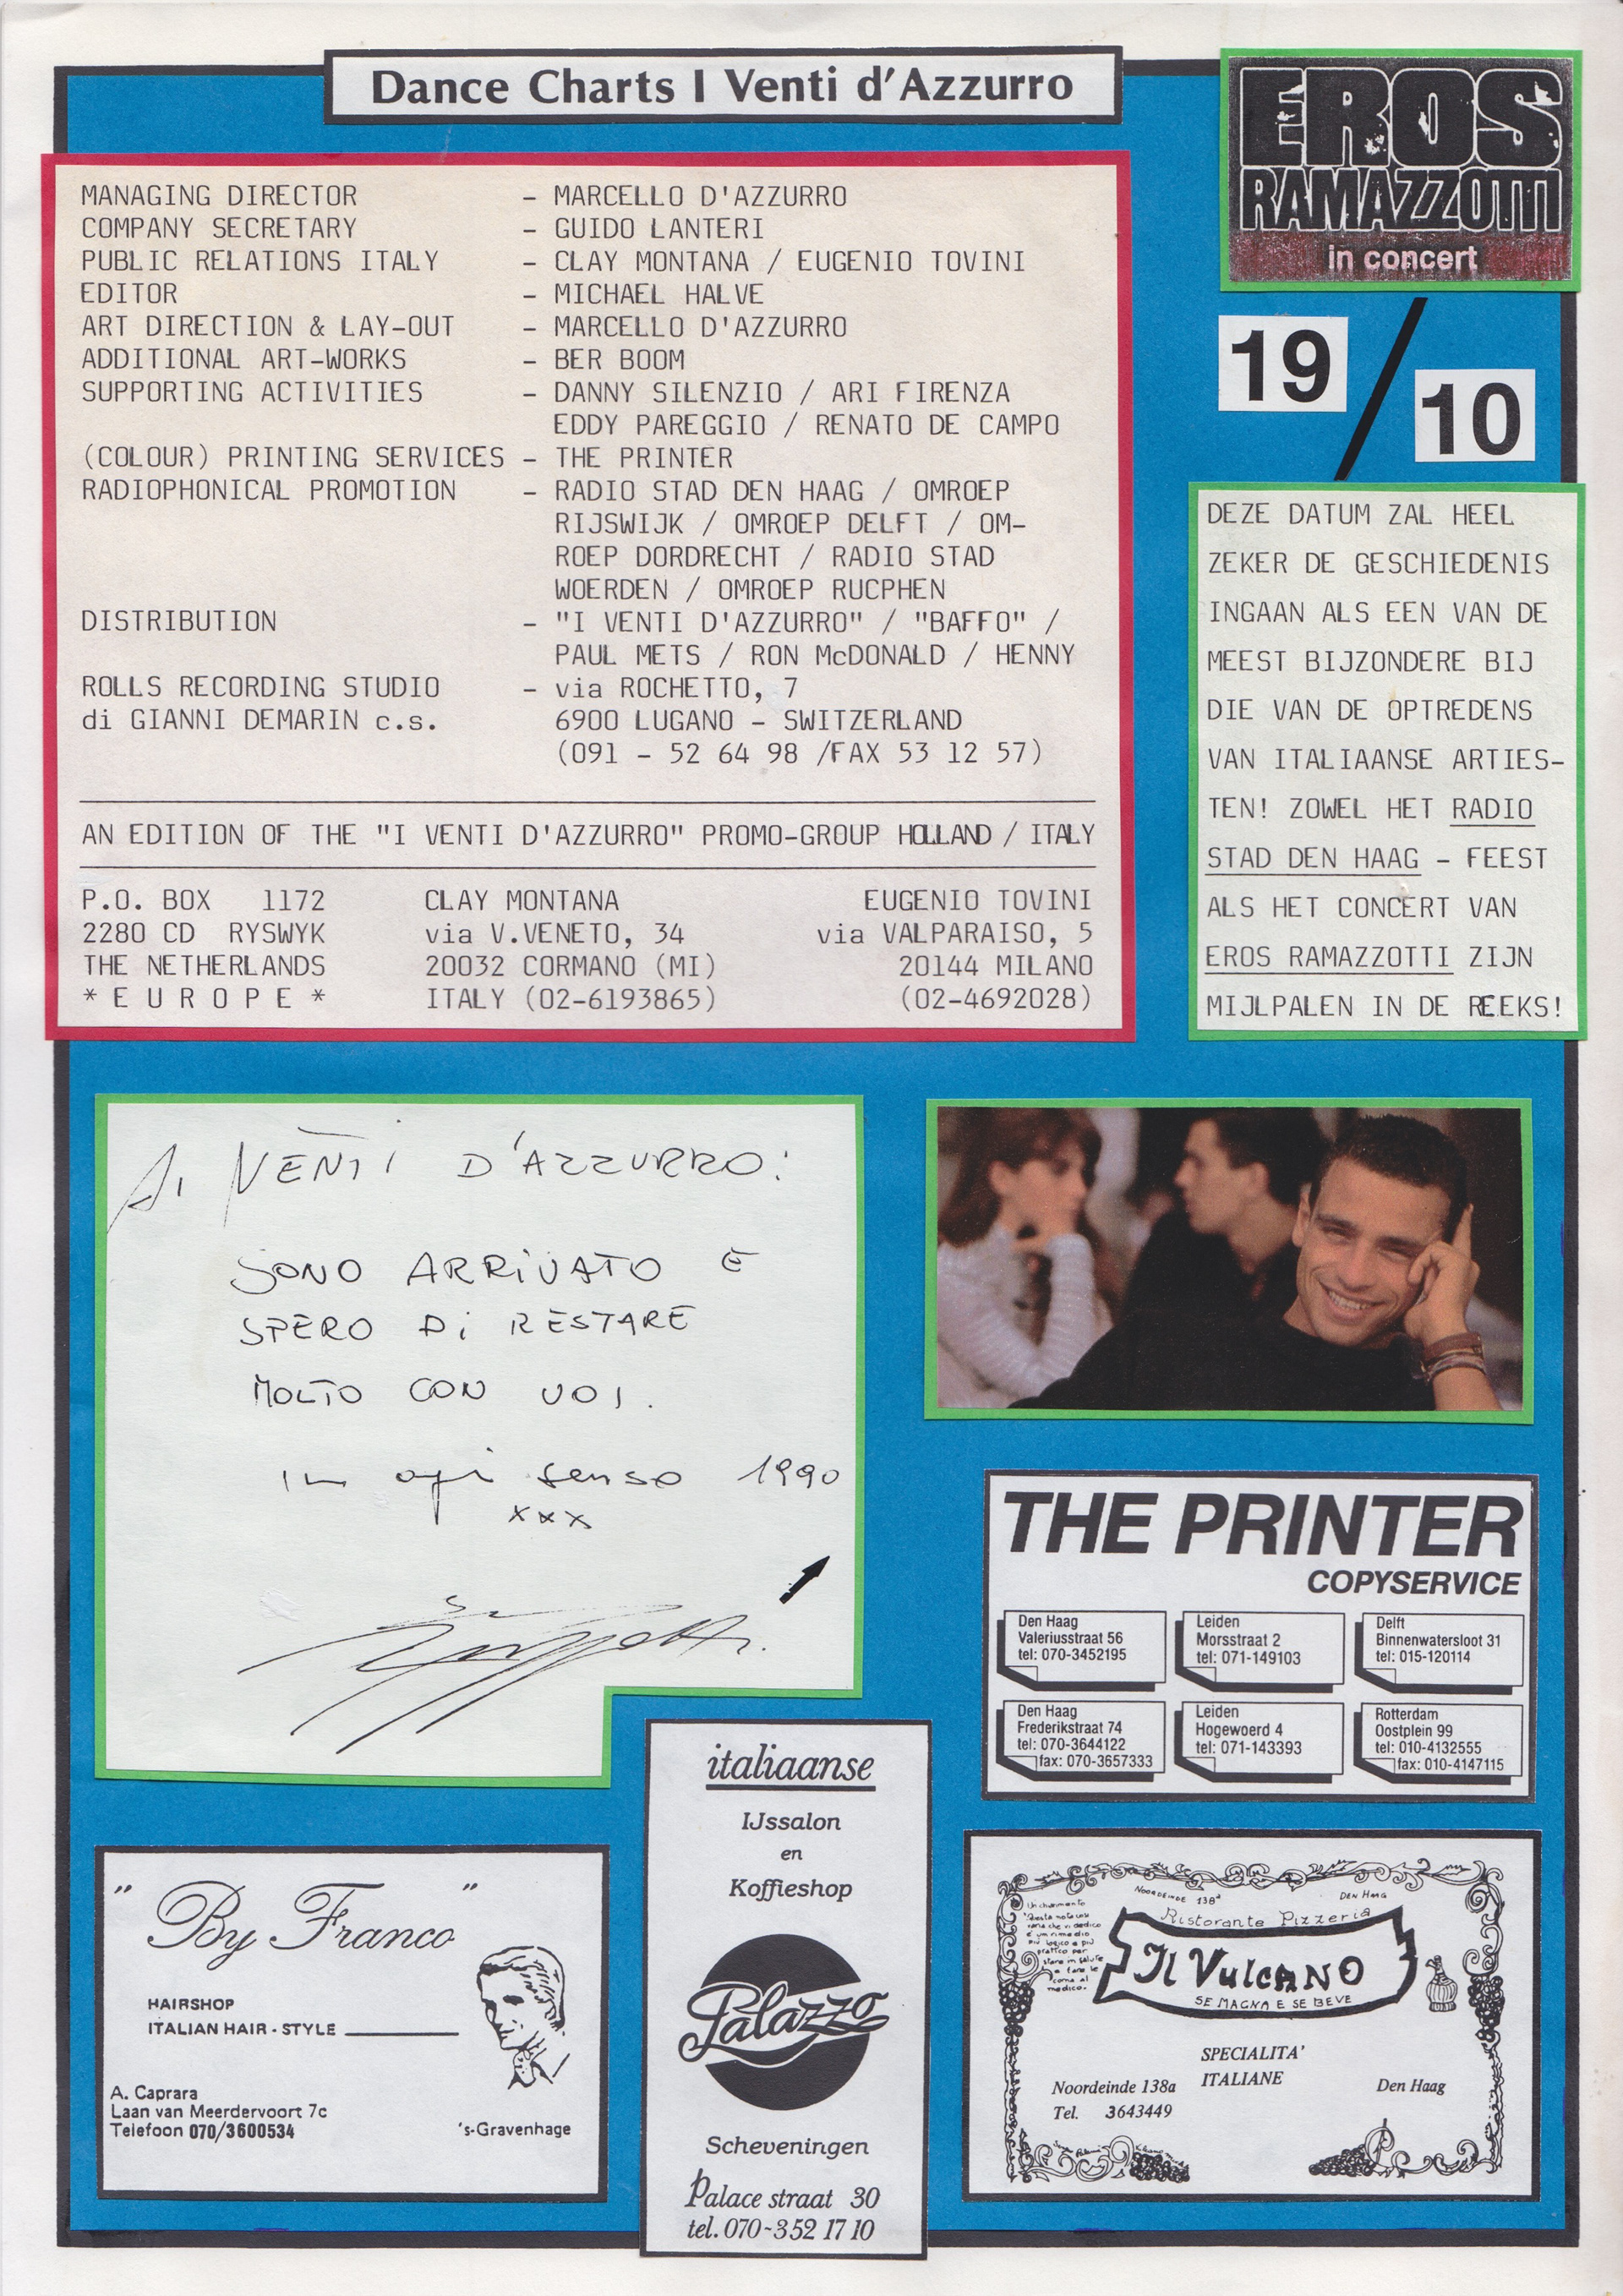 Dance Charts I Venti d'Azzurro
EROS
RAMAZZOTTI
in concert
19/10
MANAGING DIRECTOR - MARCELLO D'AZZURRO
COMPANY SECRETARY - GUIDO LANTERI
PUBLIC RELATIONS ITALY - CLAY MONTANA / EUGENIO TOVINI
EDITOR - MICHAEL HALVE
ART DIRECTION & LAY-OUT - MARCELLO D'AZZURRO
ADDITIONAL ART-WORKS - BER BOOM
SUPPORTING ACTIVITIES - DANNY SILENZIO / ARI FIRENZA
EDDY PAREGGIO / RENATO DE CAMPO
(COLOUR) PRINTING SERVICES - THE PRINTER
RADIOPHONICAL PROMOTION - RADIO STAD DEN HAAG / OMROEP
RIJSWIJK / OMROEP DELFT / OM-
ROEP DORDRECHT / RADIO STAD
WOERDEN / OMROEP RUCPHEN
DISTRIBUTION - "I VENTI D'AZZURRO" / "BAFFO" /
PAUL METS / RON McDONALD / HENNY
ROLLS RECORDING STUDIO - via ROCHETTO, 7
di GIANNI DEMARIN c.s. 6900 LUGANO - SWITZERLAND
(091 - 52 64 98 /FAX 53 12 57)
AN EDITION OF THE "I VENTI D'AZZURRO" PROMO-GROUP HOLLAND / ITALY
P.O. BOX 1172 CLAY MONTANA EUGENIO TOVINI
2280 CD RYSWYK via V.VENETO, 34 via VALPARAISO, 5
THE NETHERLANDS 20032 CORMANO (MI) 20144 MILANO
* E U R O P E * ITALY (02-6193865) (02-4692028)
DEZE DATUM ZAL HEEL
ZEKER DE GESCHIEDENIS
INGAAN ALS EEN VAN DE
MEEST BIJZONDERE BIJ
DIE VAN DE OPTREDENS
VAN ITALIAANSE ARTIES-
TEN! ZOWEL HET RADIO
STAD DEN HAAG - FEEST
ALS HET CONCERT VAN
EROS RAMAZZOTTI ZIJN
MIJLPALEN IN DE REEKS!
Ai VENTi D'AZZURRO:
SONO ARRiVATO E
SPERO Di RESTARE
MOLTO CON VOI.
in ogni senso 1990
xxx
THE PRINTER
COPYSERVICE
Den Haag
Valeriusstraat 56
tel: 070-3452195
Leiden
Morsstraat 2
tel: 071-149103
Delft
Binnenwatersloot 31
tel: 015-120114
Den Haag
Frederikstraat 74
tel: 070-3644122
fax: 070-3657333
Leiden
Hogewoerd 4
tel: 071-143393
Rotterdam
Oostplein 99
tel: 010-4132555
fax: 010-4147115
" By Franco "
HAIRSHOP
ITALIAN HAIR - STYLE
A. Caprara
Laan van Meerdervoort 7c
Telefoon 070/3600534
's-Gravenhage
italiaanse
IJssalon
en
Koffieshop
Palazzo
Scheveningen
Palace straat 30
tel. 070-352 17 10
NOORDEINDE 138a DEN HAAG
Ristorante Pizzeria
Il VulcANO
SE MAGNA E SE BEVE
SPECIALITA'
ITALIANE
Noordeinde 138a
Tel. 3643449
Den Haag